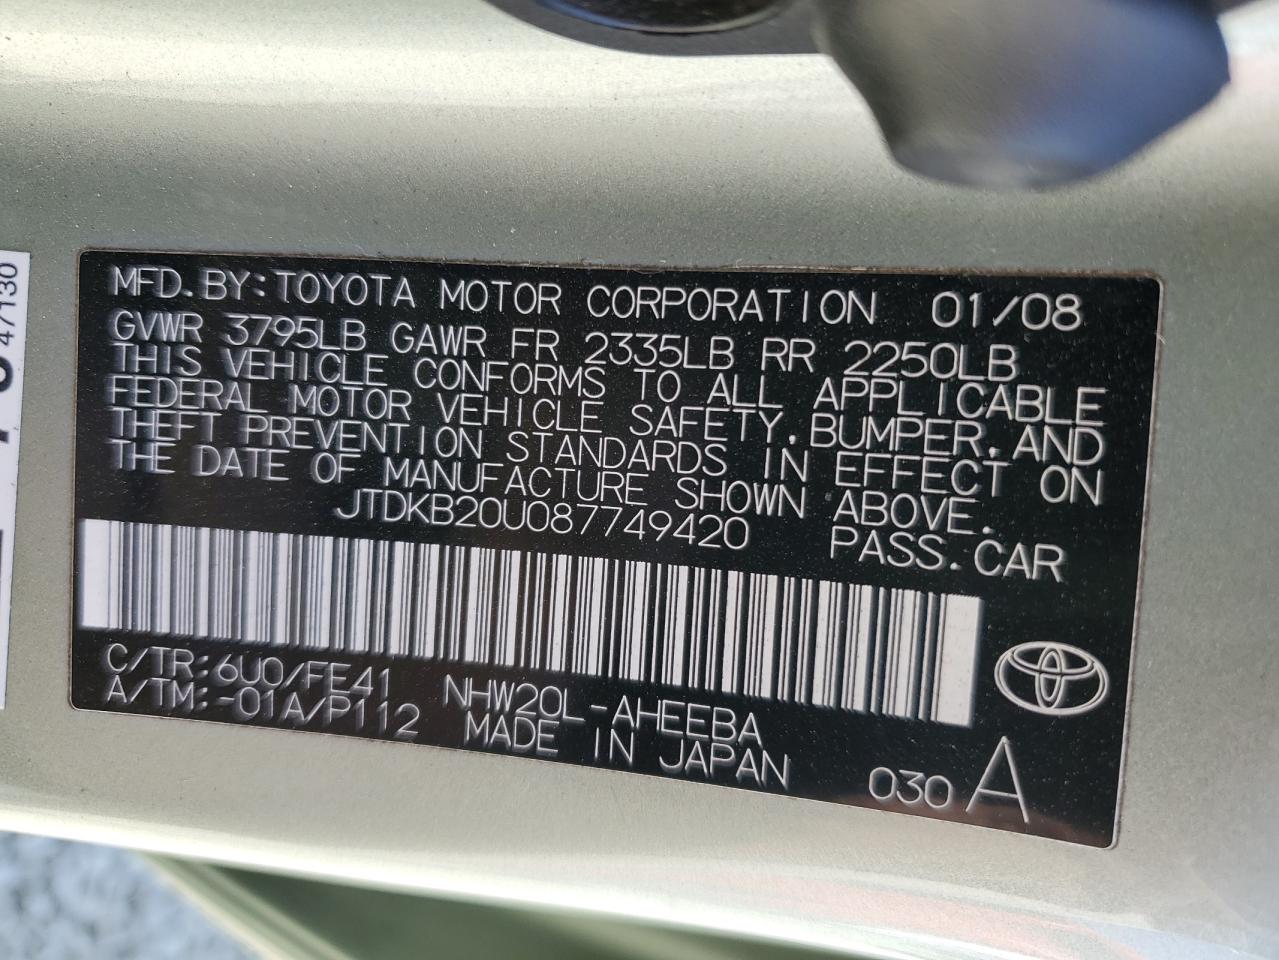 MFD.BY:TOYOTA MOTOR CORPORATION 01/08
GVWR 3795LB GAWR FR 2335LB RR 2250LB
THIS VEHICLE CONFORMS TO ALL APPLICABLE
FEDERAL MOTOR VEHICLE SAFETY.BUMPER.AND
THEFT PREVENTION STANDARDS IN EFFECT ON
THE DATE OF MANUFACTURE SHOWN ABOVE.
JTDKB20U087749420 PASS.CAR
C/TR:6U0/FE41 NHW20L-AHEEBA
A/TM:-01A/P112 MADE IN JAPAN
030 A
47130